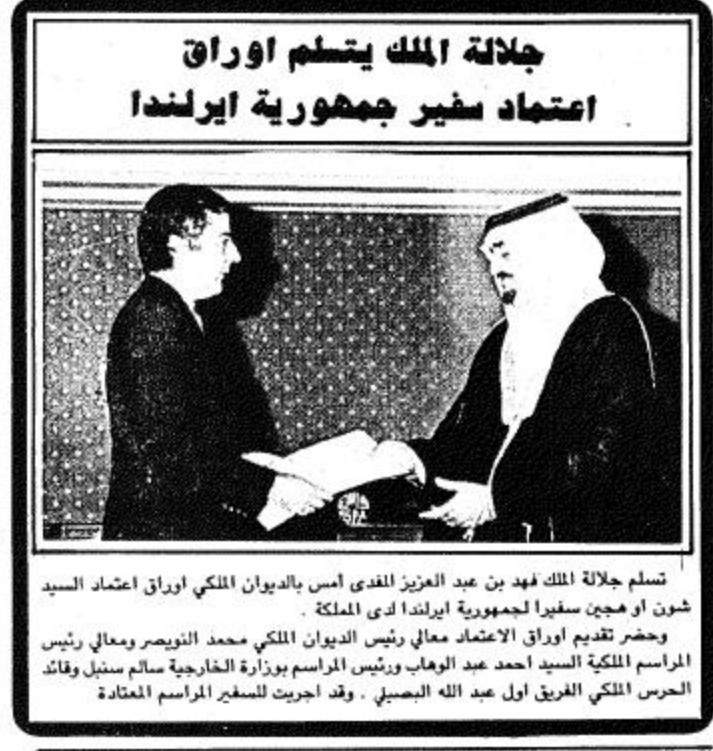 جلالة الملك يتسلم اوراق
اعتماد سفير جمهورية ايرلندا
SPA
تسلم جلالة الملك فهد بن عبد العزيز المفدى أمس بالديوان الملكي اوراق اعتماد السيد
شون او هجين سفيرا لجمهورية ايرلندا لدى المملكة .
وحضر تقديم اوراق الاعتماد معالي رئيس الديوان الملكي محمد النويصر ومعالي رئيس
المراسم الملكية السيد احمد عبد الوهاب ورئيس المراسم بوزارة الخارجية سالم سنبل وقائد
الحرس الملكي الفريق اول عبد الله البصيلي . وقد اجريت للسفير المراسم المعتادة